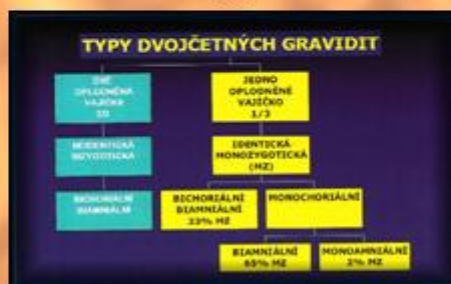 TYPY DVOJČETNÝCH GRAVIDIT
DVĚ
OPLODNĚNÁ
VAJÍČKA
2/3
JEDNO
OPLODNĚNÉ
VAJÍČKO
1/3
NEIDENTICKÁ
DIZYGOTICKÁ
IDENTICKÁ
MONOZYGOTICKÁ
(MZ)
BICHORIÁLNÍ
BIAMNIÁLNÍ
BICHORIÁLNÍ
BIAMNIÁLNÍ
33% MZ
MONOCHORIÁLNÍ
BIAMNIÁLNÍ
65% MZ
MONOAMNIÁLNÍ
2% MZ